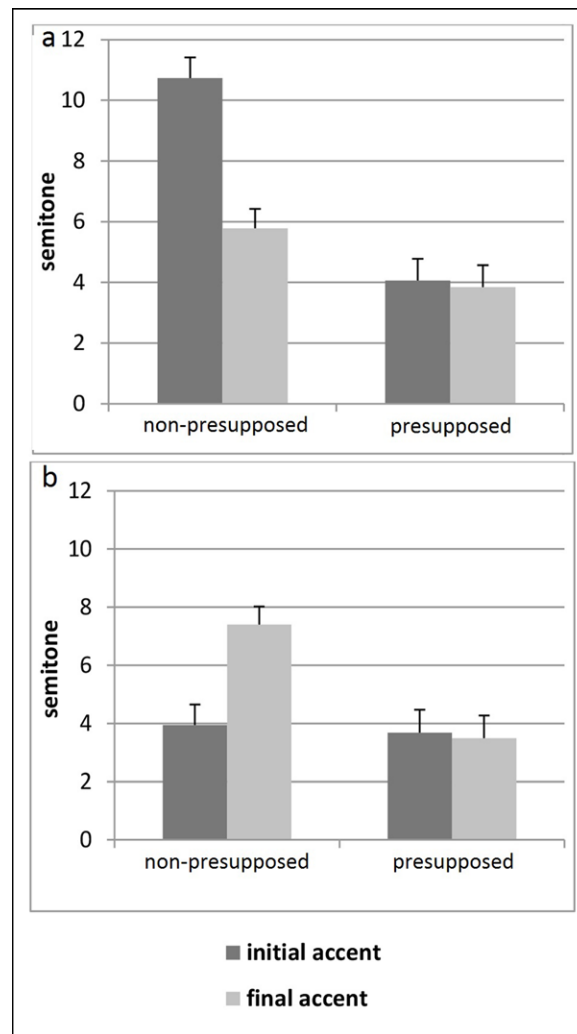 a
12
10
8
6
4
2
0
semitone
non-presupposed presupposed
b
12
10
8
6
4
2
0
semitone
non-presupposed presupposed
initial accent
final accent